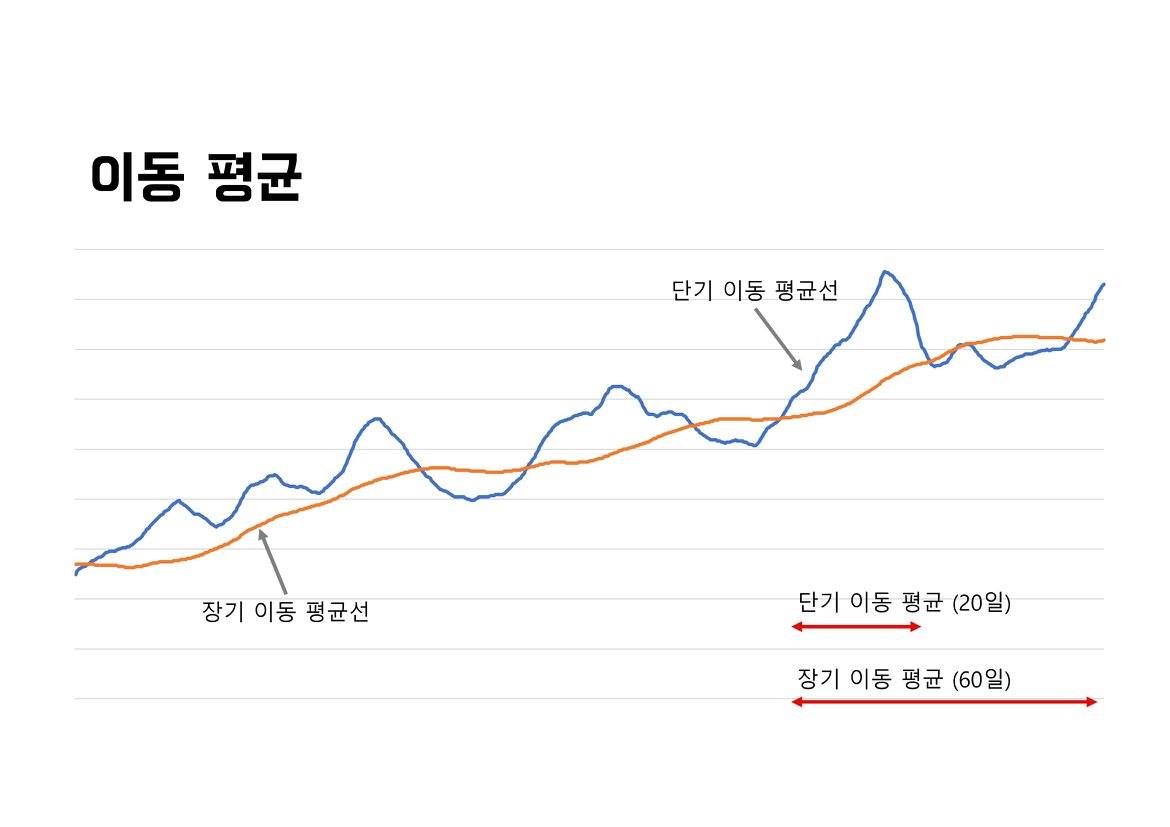 이동 평균
단기 이동 평균선
장기 이동 평균선
단기 이동 평균 (20일)
장기 이동 평균 (60일)